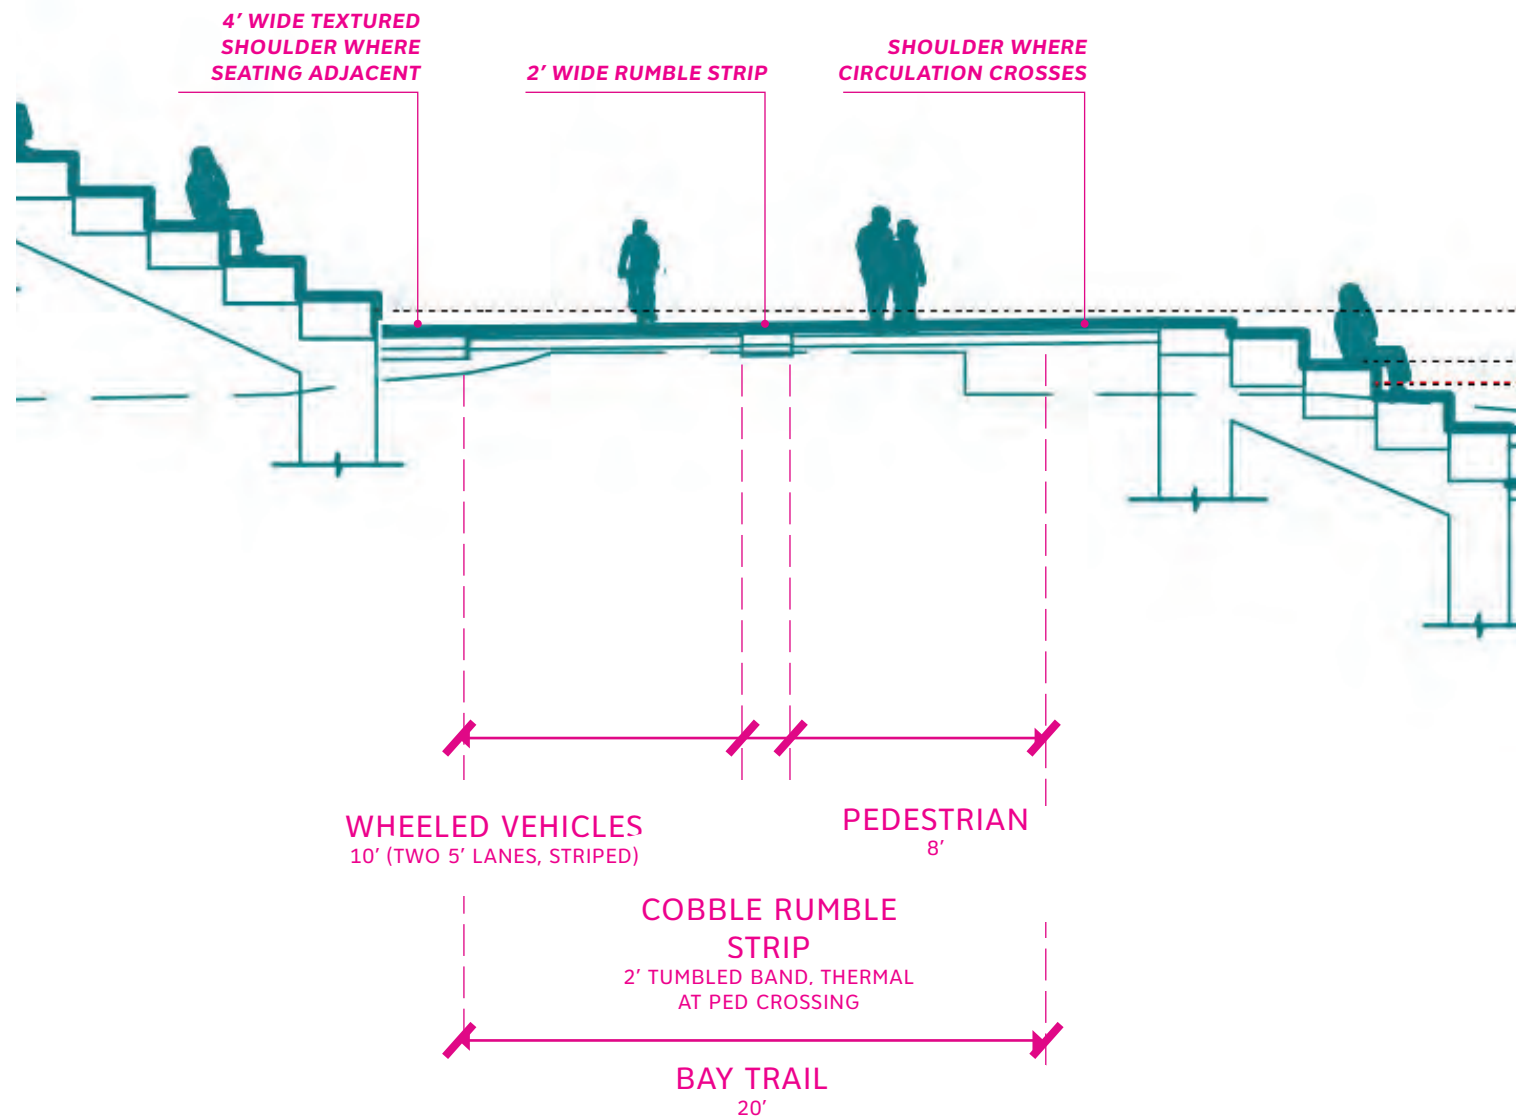 4’ WIDE TEXTURED
SHOULDER WHERE
SEATING ADJACENT
2’ WIDE RUMBLE STRIP
SHOULDER WHERE
CIRCULATION CROSSES
WHEELED VEHICLES
10’ (TWO 5’ LANES, STRIPED)
PEDESTRIAN
8’
COBBLE RUMBLE
STRIP
2’ TUMBLED BAND, THERMAL
AT PED CROSSING
BAY TRAIL
20’